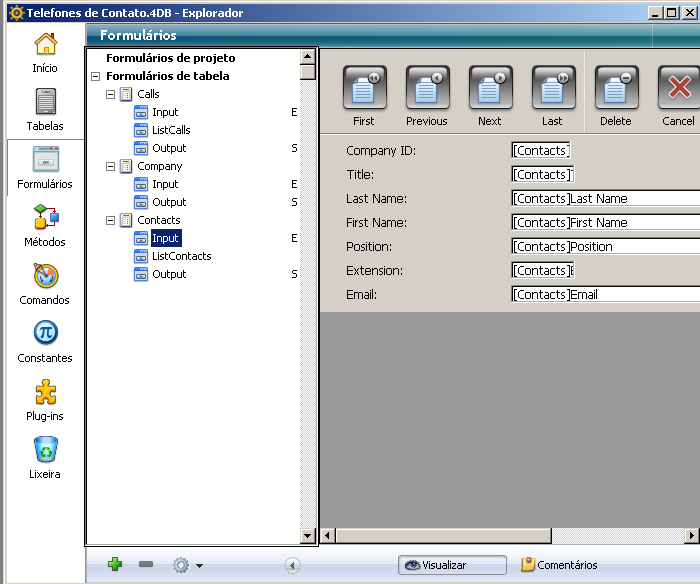 Telefones de Contato.4DB - Explorador
Formulários
Início
Tabelas
Formulários
Métodos
Comandos
Constantes
Plug-ins
Lixeira
Formulários de projeto
Formulários de tabela
Calls
Input E
ListCalls
Output S
Company
Input E
Output S
Contacts
Input E
ListContacts
Output S
First Previous Next Last Delete Cancel
Company ID: [Contacts]
Title: [Contacts]
Last Name: [Contacts]Last Name
First Name: [Contacts]First Name
Position: [Contacts]Position
Extension: [Contacts]
Email: [Contacts]Email
Visualizar Comentários